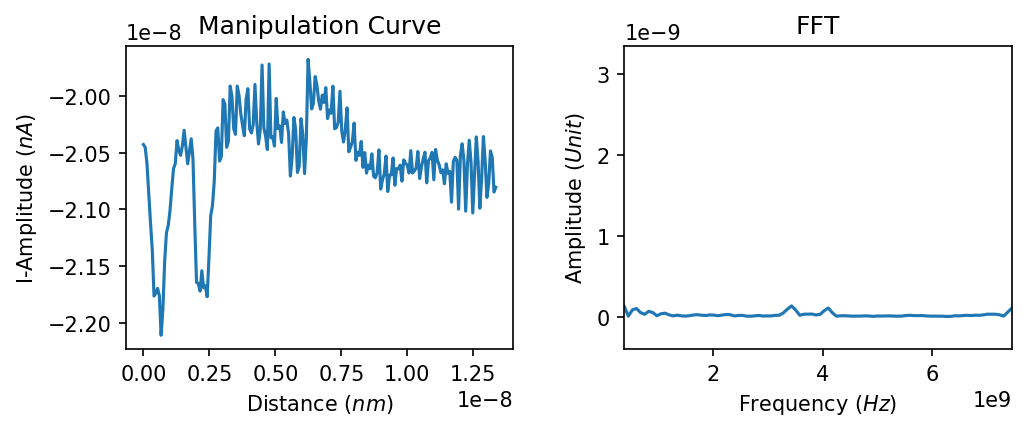 Manipulation Curve
1e−8
−2.00
−2.05
−2.10
−2.15
−2.20
I-Amplitude (nA)
0.00 0.25 0.50 0.75 1.00 1.25
1e−8
Distance (nm)
FFT
1e−9
3
2
1
0
Amplitude (Unit)
2 4 6
1e9
Frequency (Hz)